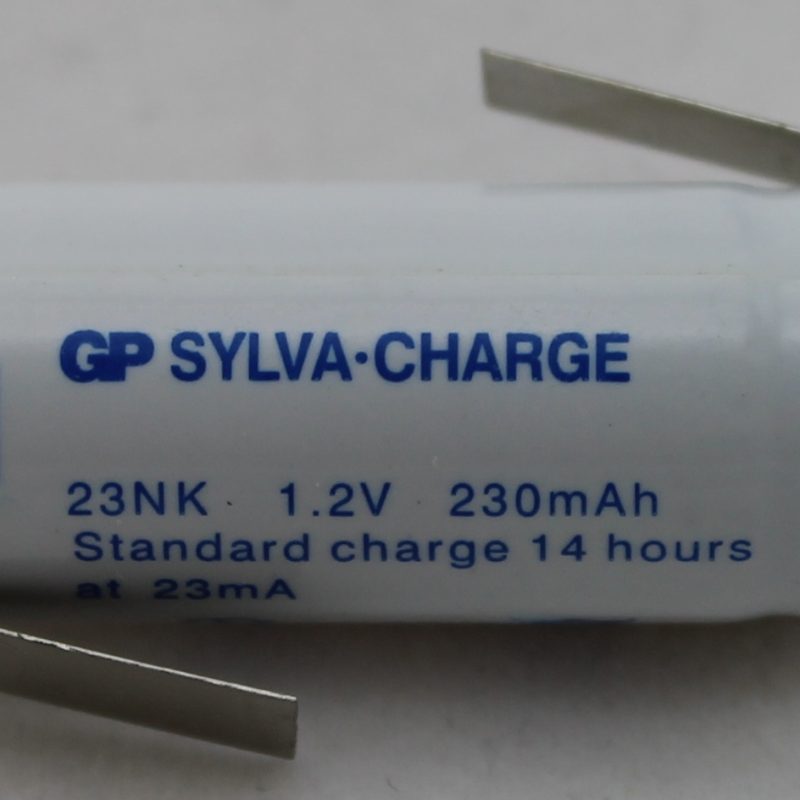 GP SYLVA·CHARGE
23NK 1.2V 230mAh
Standard charge 14 hours
at 23mA